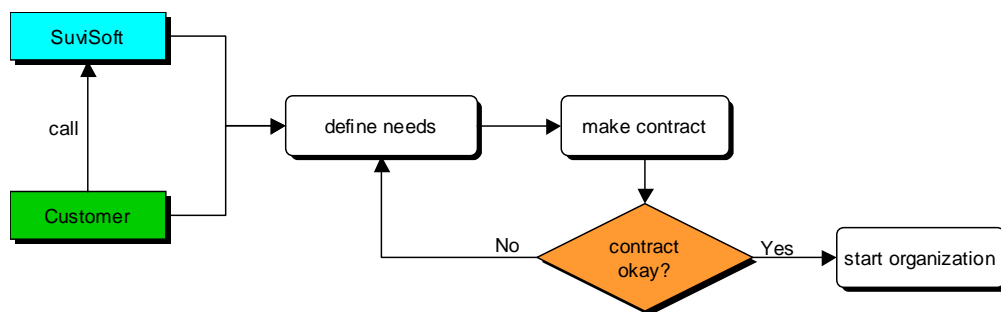 SuviSoft
call
Customer
define needs
make contract
No
contract
okay?
Yes
start organization